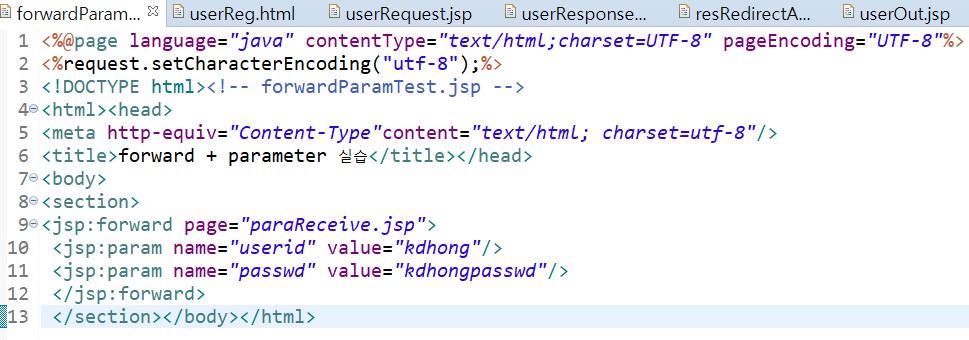 forwardParam... userReg.html userRequest.jsp userResponse... resRedirectA... userOut.jsp
1 <%@page language="java" contentType="text/html;charset=UTF-8" pageEncoding="UTF-8"%>
2 <%request.setCharacterEncoding("utf-8");%>
3 <!DOCTYPE html><!-- forwardParamTest.jsp -->
4 <html><head>
5 <meta http-equiv="Content-Type"content="text/html; charset=utf-8"/>
6 <title>forward + parameter 실습</title></head>
7 <body>
8 <section>
9 <jsp:forward page="paraReceive.jsp">
10 <jsp:param name="userid" value="kdhong"/>
11 <jsp:param name="passwd" value="kdhongpasswd"/>
12 </jsp:forward>
13 </section></body></html>